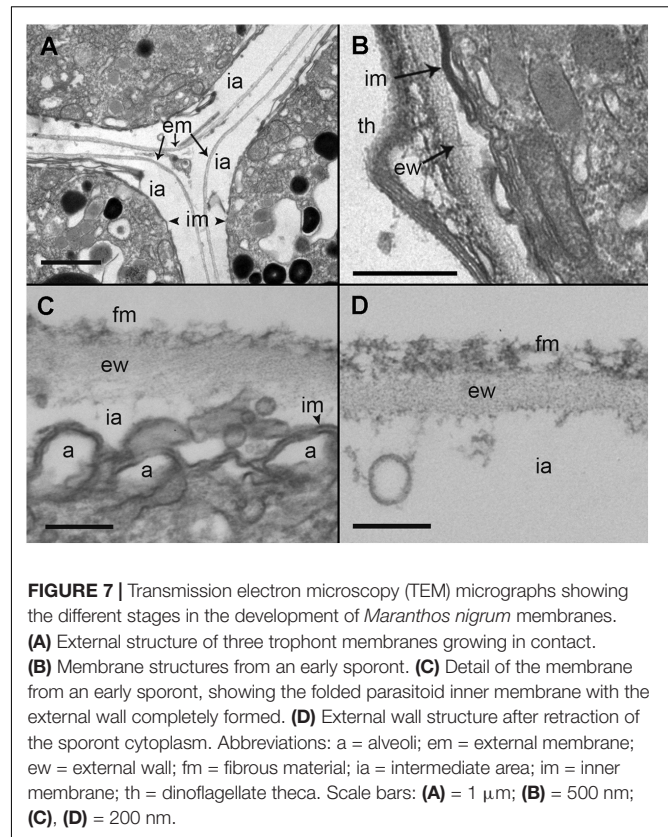 A
ia
em
ia
ia
im
B
im
th
ew
C
fm
ew
ia
im
a
a
a
D
fm
ew
ia
FIGURE 7 | Transmission electron microscopy (TEM) micrographs showing
the different stages in the development of Maranthos nigrum membranes.
(A) External structure of three trophont membranes growing in contact.
(B) Membrane structures from an early sporont. (C) Detail of the membrane
from an early sporont, showing the folded parasitoid inner membrane with the
external wall completely formed. (D) External wall structure after retraction of
the sporont cytoplasm. Abbreviations: a = alveoli; em = external membrane;
ew = external wall; fm = fibrous material; ia = intermediate area; im = inner
membrane; th = dinoflagellate theca. Scale bars: (A) = 1 μm; (B) = 500 nm;
(C), (D) = 200 nm.